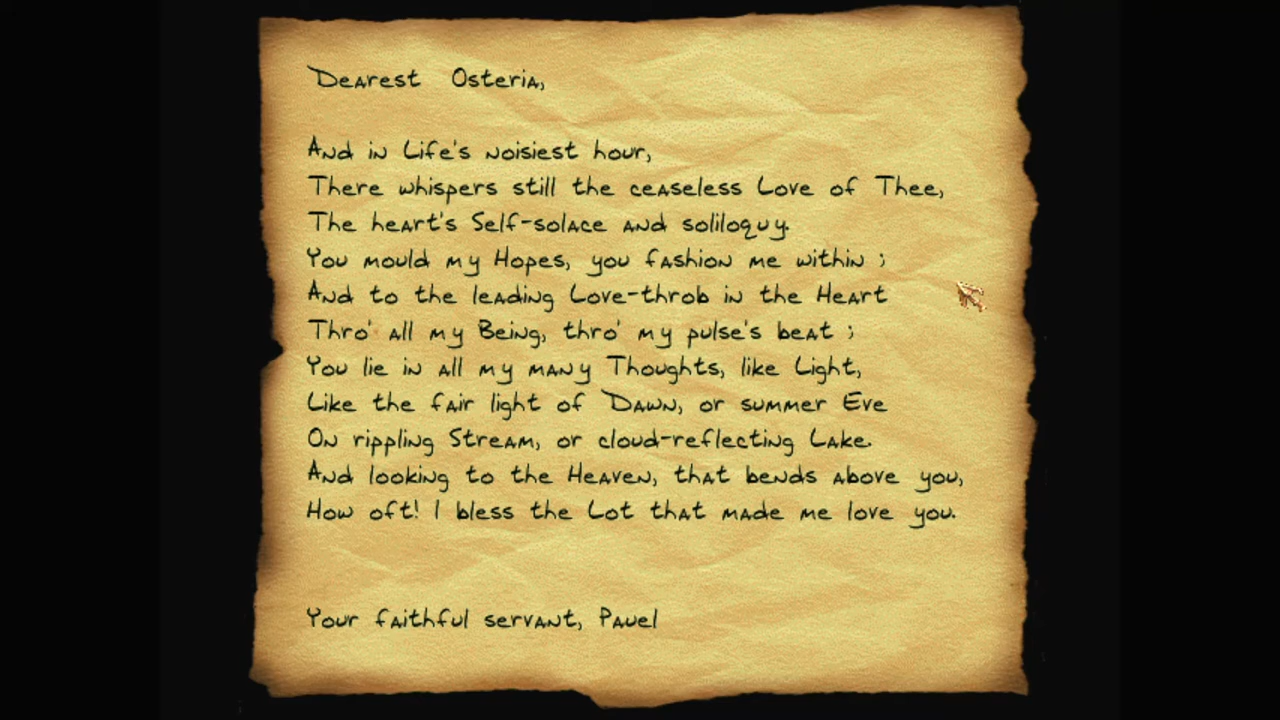 Dearest Osteria,
And in Life's noisiest hour,
There whispers still the ceaseless Love of Thee,
The heart's Self-solace and soliloquy.
You mould my Hopes, you fashion me within ;
And to the leading Love-throb in the Heart
Thro' all my Being, thro' my pulse's beat ;
You lie in all my many Thoughts, like Light,
Like the fair light of Dawn, or summer Eve
On rippling Stream, or cloud-reflecting Lake.
And looking to the Heaven, that bends above you,
How oft! I bless the Lot that made me love you.
Your faithful servant, Pavel